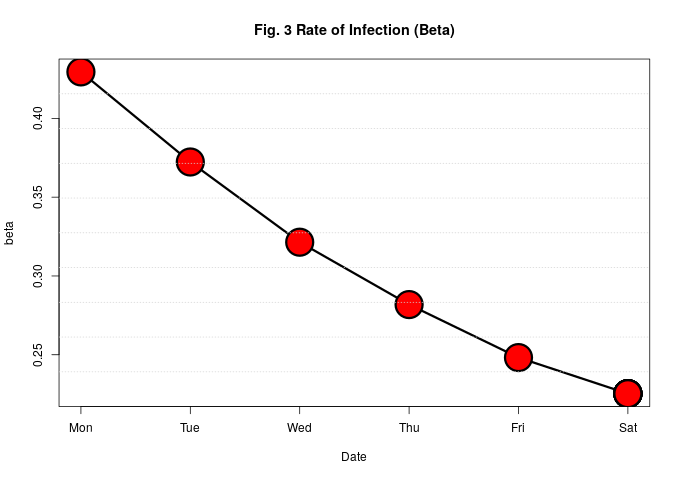 Fig. 3 Rate of Infection (Beta)
0.40
0.35
0.30
0.25
beta
Mon Tue Wed Thu Fri Sat
Date